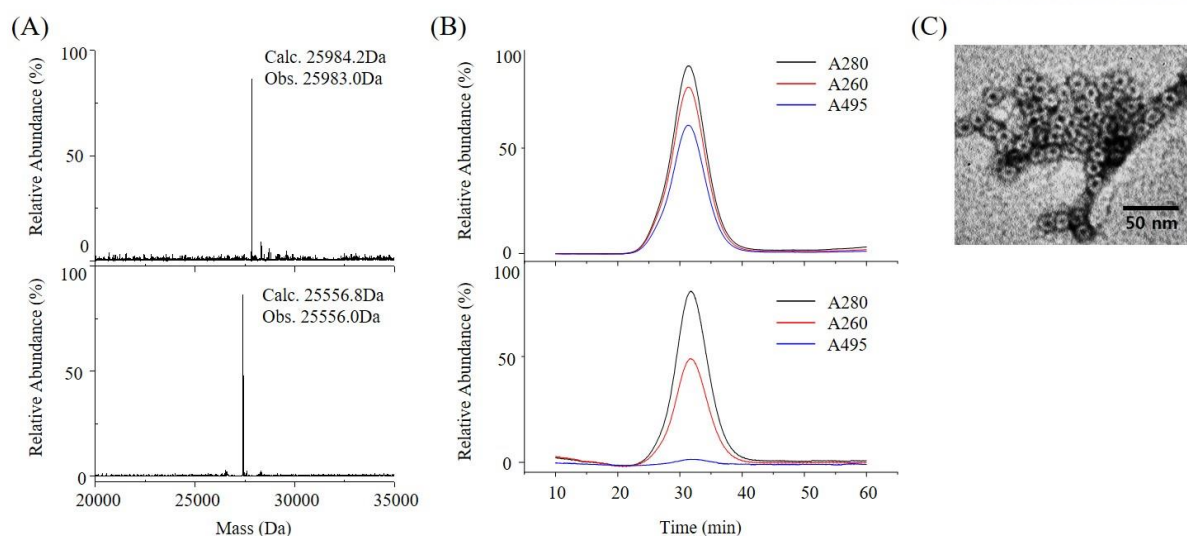 (A)
Relative Abundance (%)
100
50
0
Calc. 25984.2Da
Obs. 25983.0Da
Relative Abundance (%)
100
50
0
Calc. 25556.8Da
Obs. 25556.0Da
20000 25000 30000 35000
Mass (Da)
(B)
Relative Abundance (%)
100
50
0
A280
A260
A495
Relative Abundance (%)
100
50
0
A280
A260
A495
10 20 30 40 50 60
Time (min)
(C)
50 nm